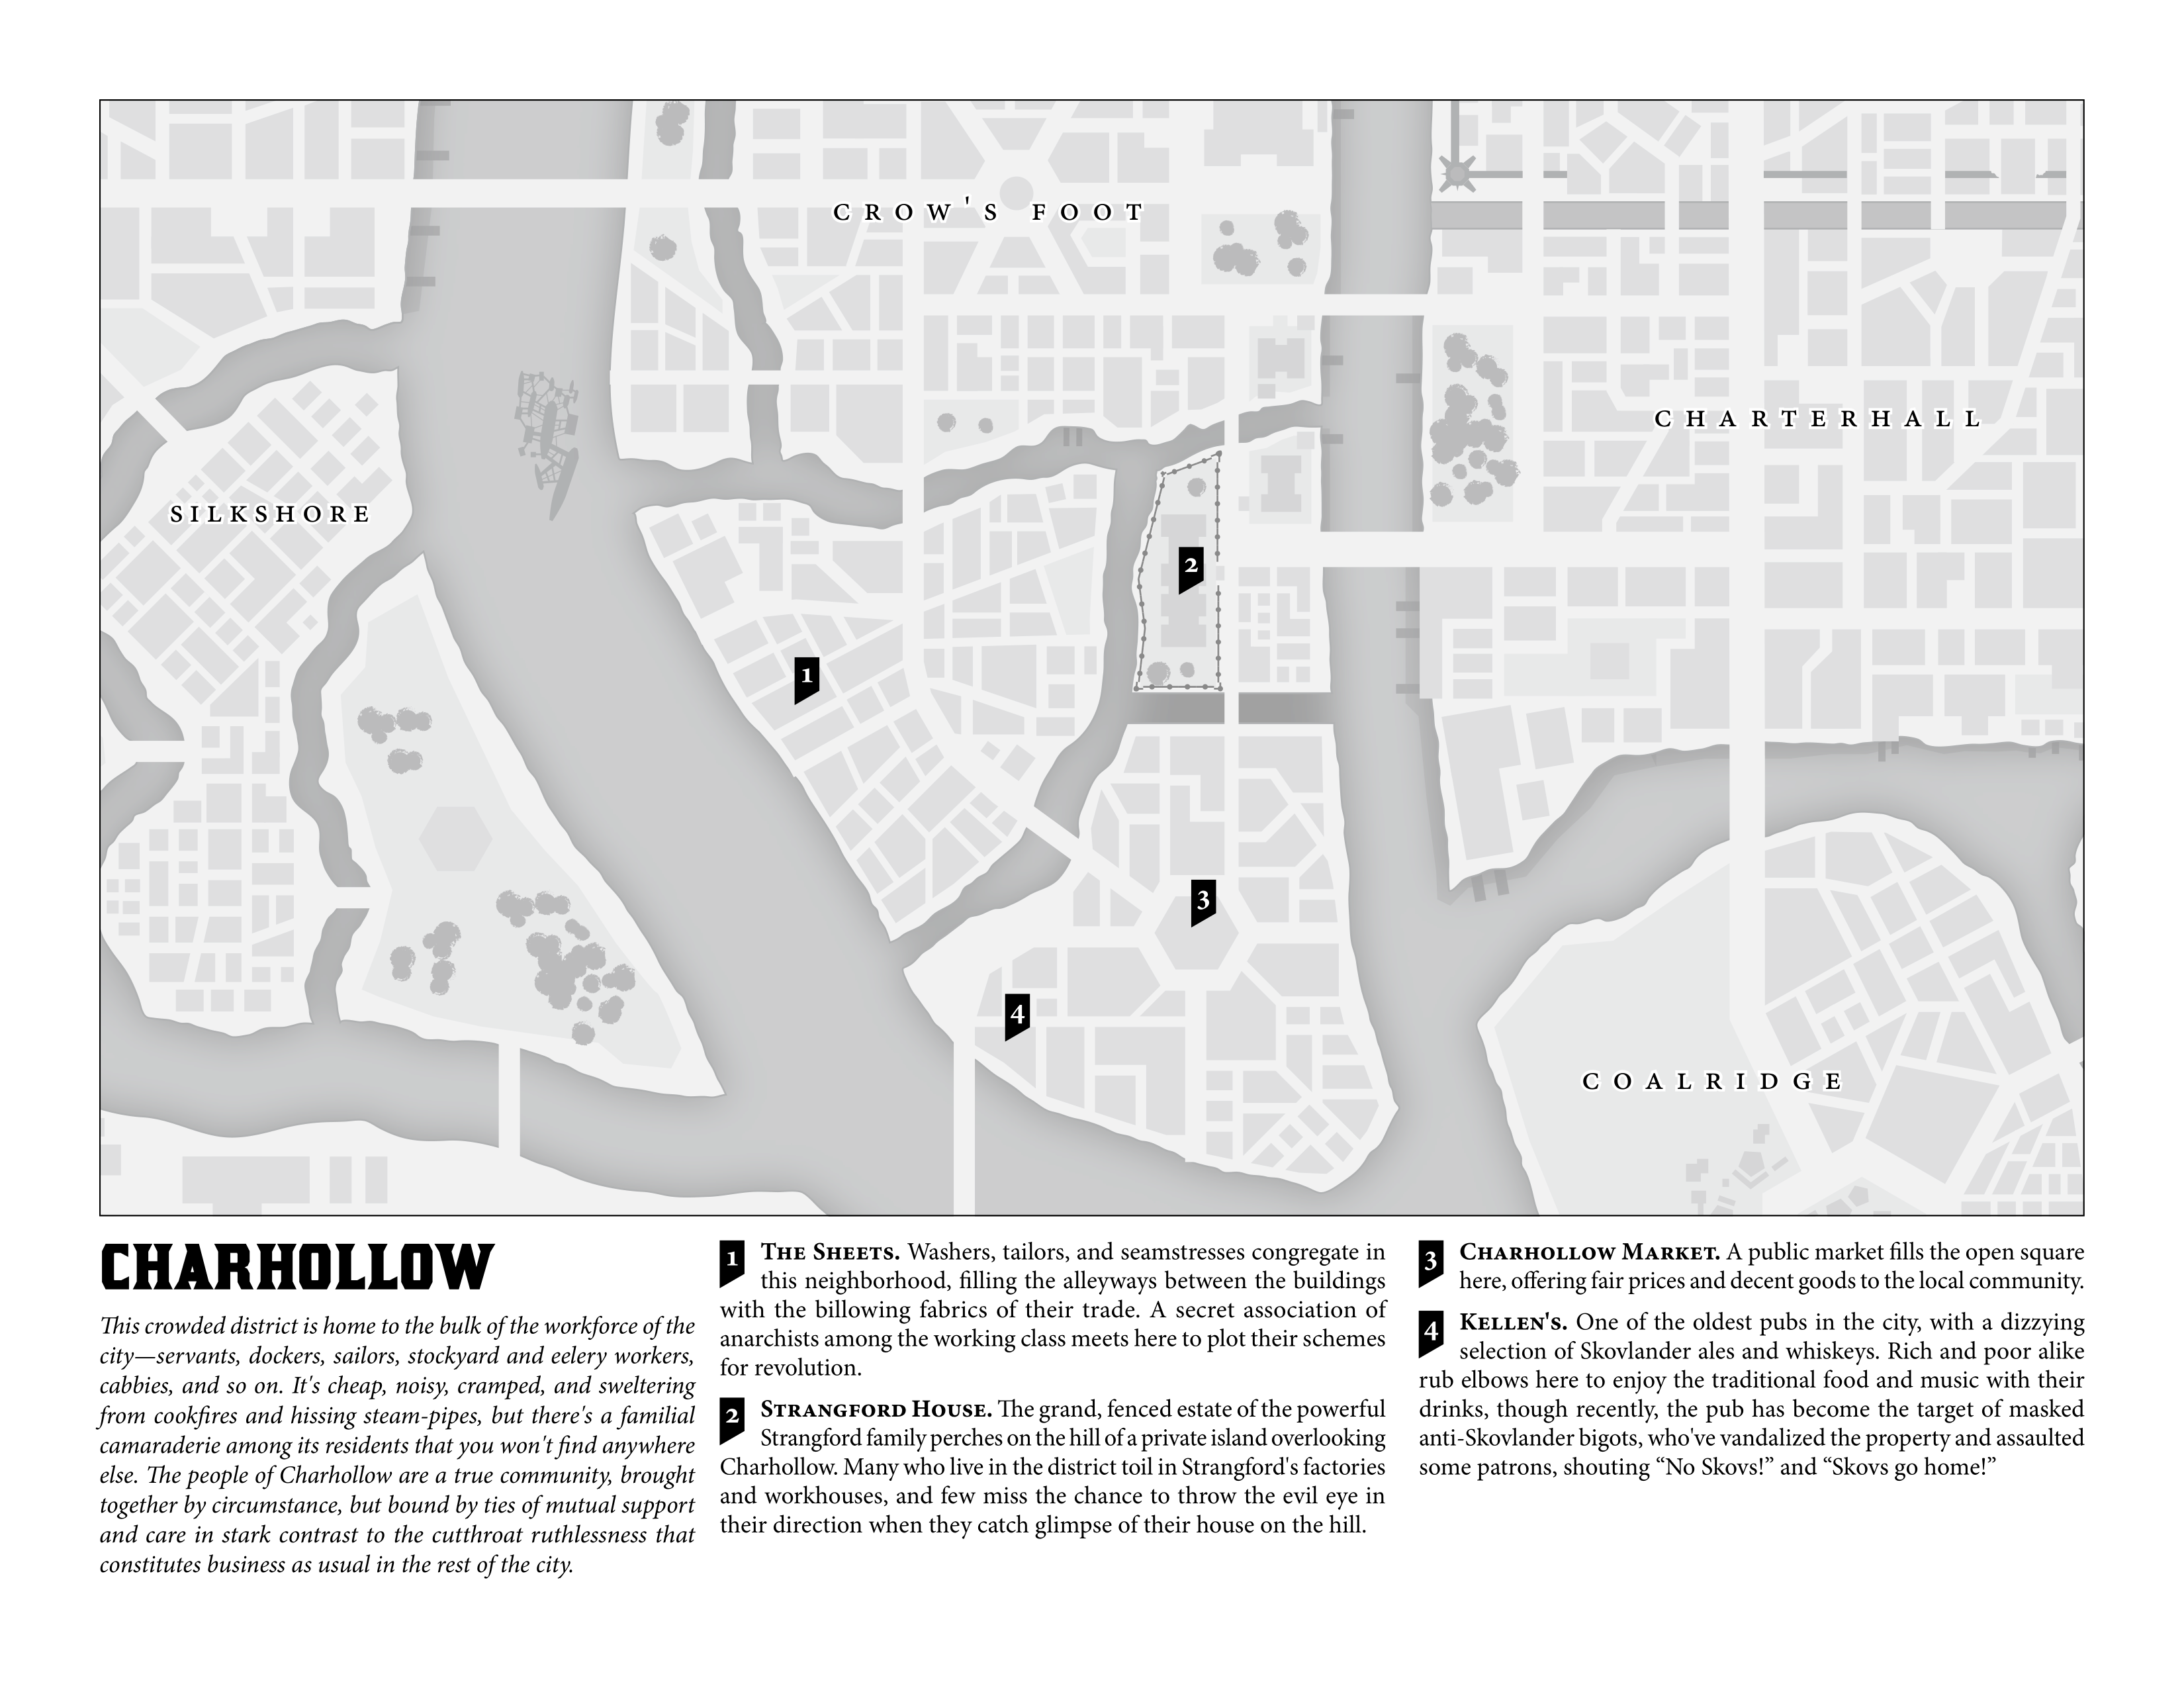 CROW'S FOOT
CHARTERHALL
SILKSHORE
2
1
3
4
COALRIDGE
CHARHOLLOW
This crowded district is home to the bulk of the workforce of the
city—servants, dockers, sailors, stockyard and eelery workers,
cabbies, and so on. It's cheap, noisy, cramped, and sweltering
from cookfires and hissing steam-pipes, but there's a familial
camaraderie among its residents that you won't find anywhere
else. The people of Charhollow are a true community, brought
together by circumstance, but bound by ties of mutual support
and care in stark contrast to the cutthroat ruthlessness that
constitutes business as usual in the rest of the city.
1 THE SHEETS. Washers, tailors, and seamstresses congregate in
this neighborhood, filling the alleyways between the buildings
with the billowing fabrics of their trade. A secret association of
anarchists among the working class meets here to plot their schemes
for revolution.
2 STRANGFORD HOUSE. The grand, fenced estate of the powerful
Strangford family perches on the hill of a private island overlooking
Charhollow. Many who live in the district toil in Strangford's factories
and workhouses, and few miss the chance to throw the evil eye in
their direction when they catch glimpse of their house on the hill.
3 CHARHOLLOW MARKET. A public market fills the open square
here, offering fair prices and decent goods to the local community.
4 KELLEN'S. One of the oldest pubs in the city, with a dizzying
selection of Skovlander ales and whiskeys. Rich and poor alike
rub elbows here to enjoy the traditional food and music with their
drinks, though recently, the pub has become the target of masked
anti-Skovlander bigots, who've vandalized the property and assaulted
some patrons, shouting “No Skovs!” and “Skovs go home!”